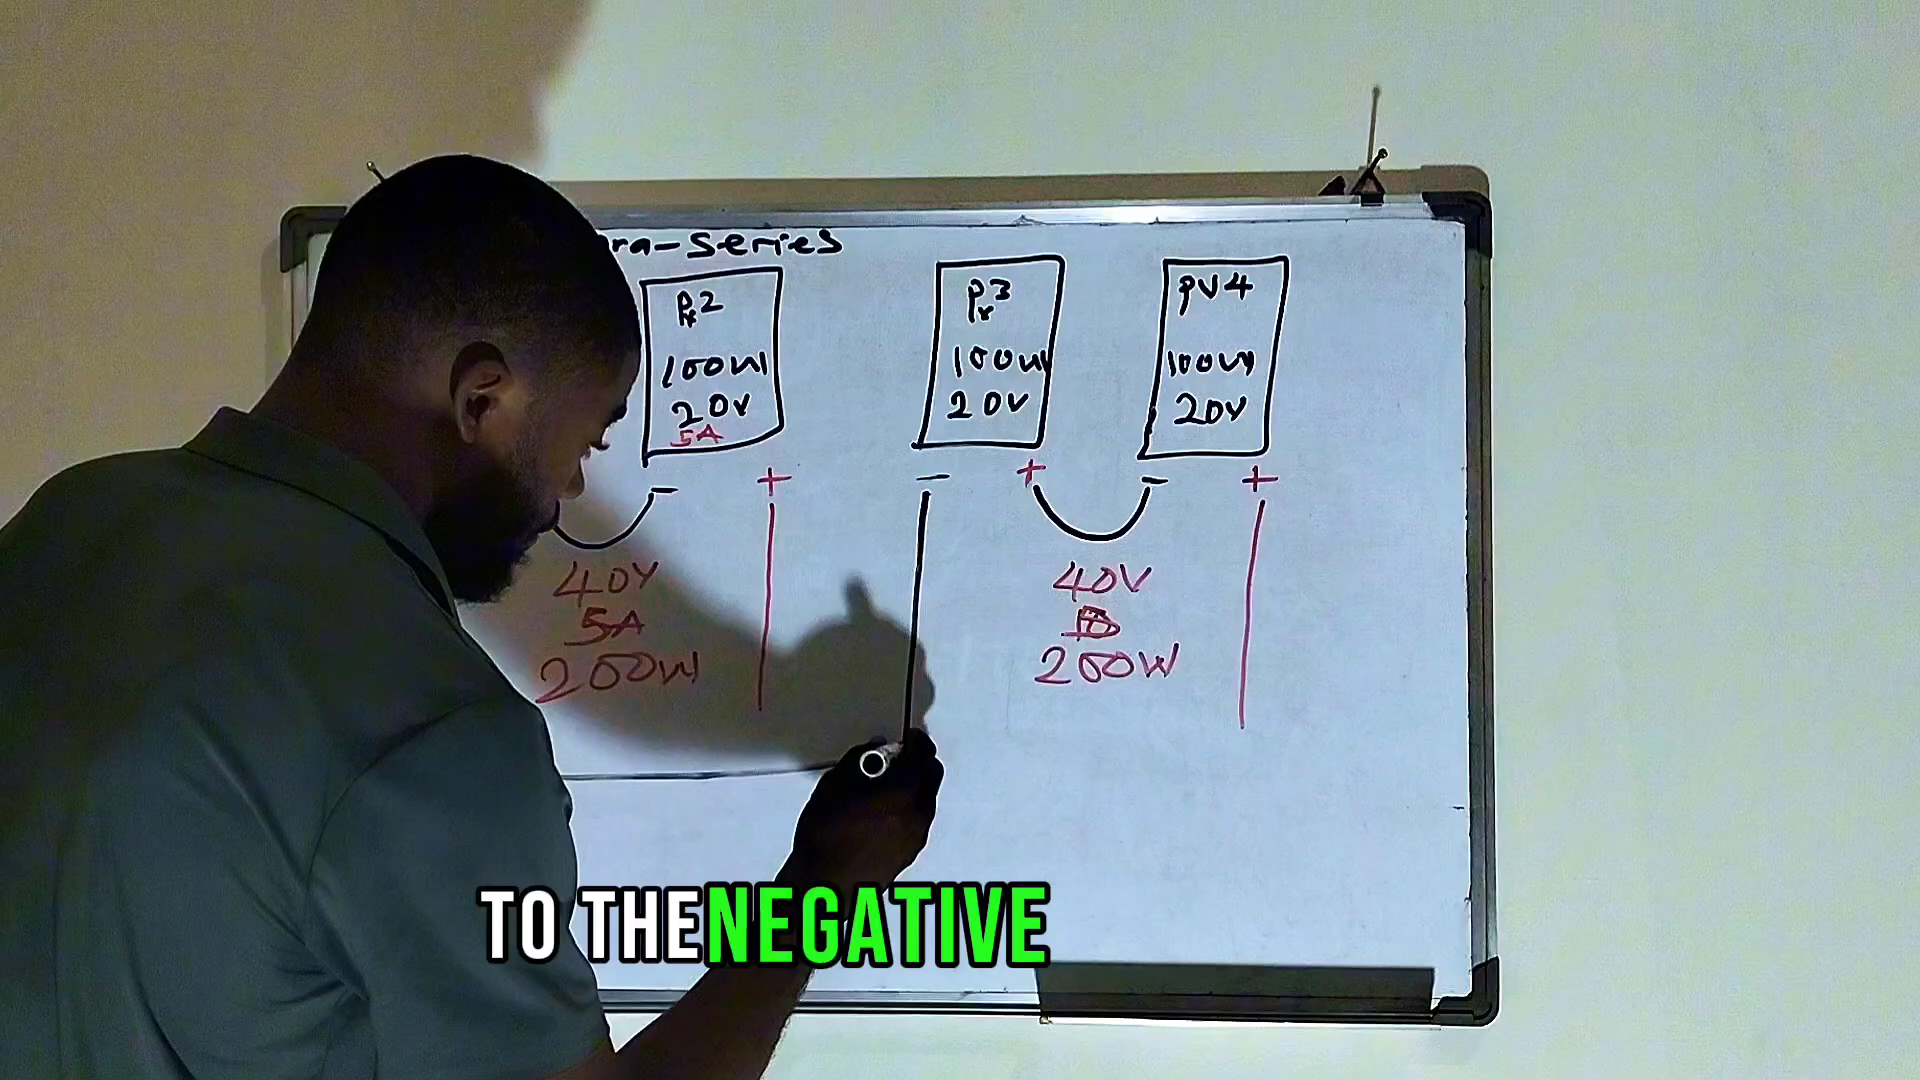 ra-series
Pv2
100W
20V
5A
- +
Pv3
100W
20V
- +
PV4
100W
20V
- +
40V
5A
200W
40V
200W
TO THE NEGATIVE